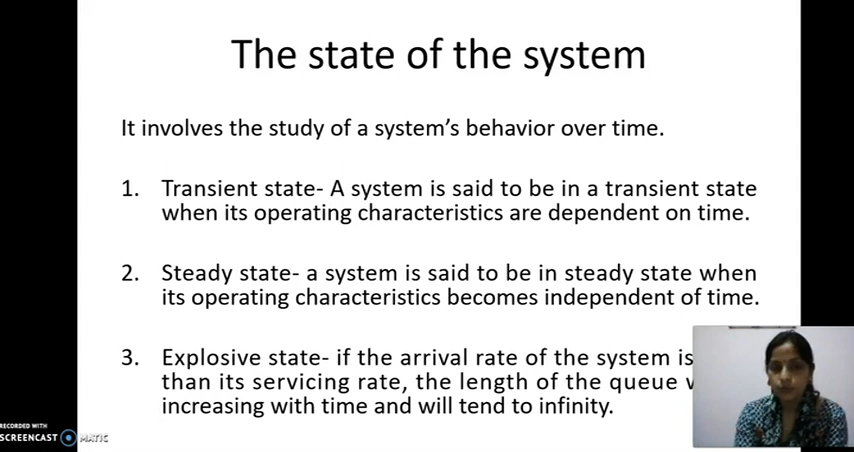 The state of the system
It involves the study of a system's behavior over time.
1. Transient state- A system is said to be in a transient state
when its operating characteristics are dependent on time.
2. Steady state- a system is said to be in steady state when
its operating characteristics becomes independent of time.
3. Explosive state- if the arrival rate of the system is
than its servicing rate, the length of the queue
increasing with time and will tend to infinity.
RECORDED WITH
SCREENCAST MATIC